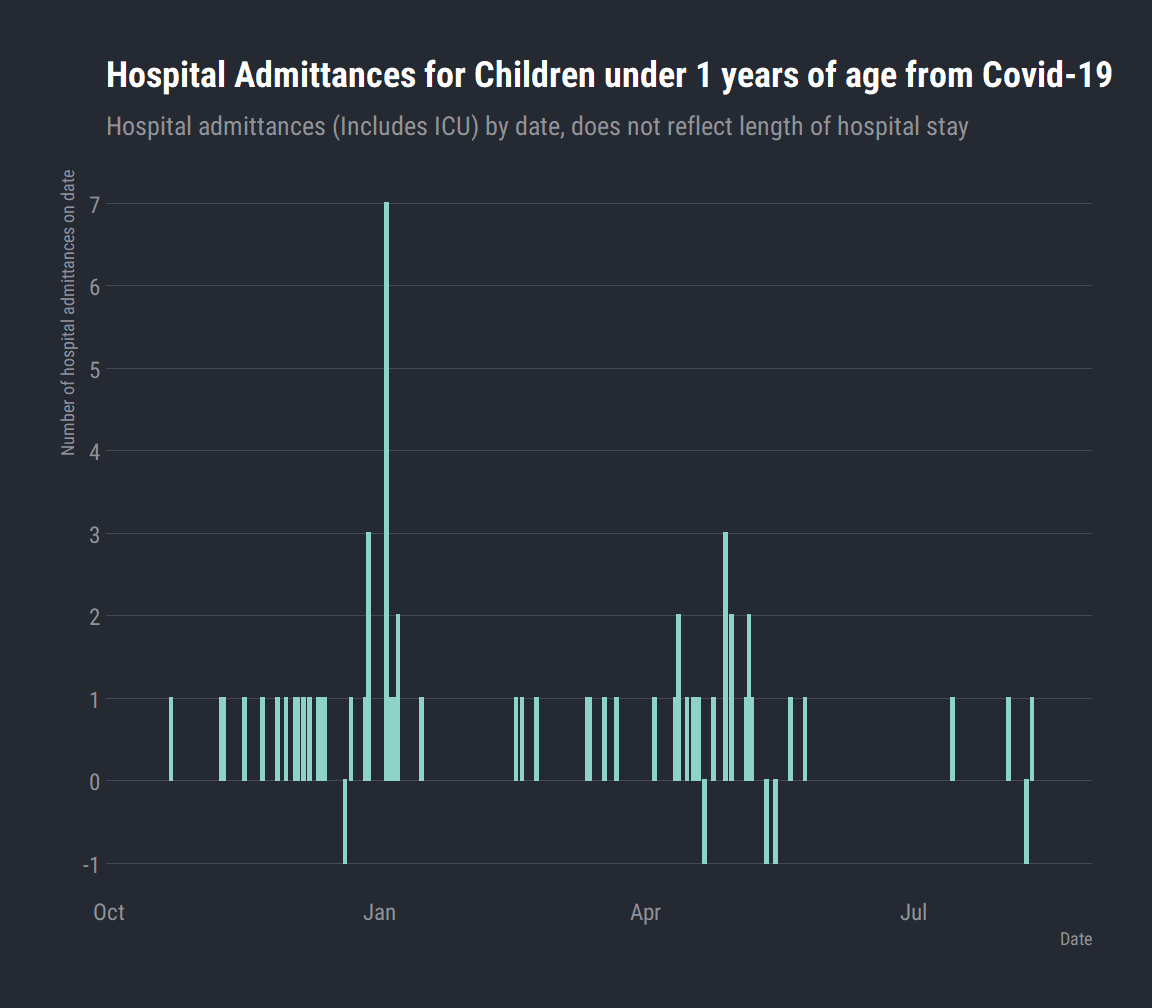 Hospital Admittances for Children under 1 years of age from Covid-19
Hospital admittances (Includes ICU) by date, does not reflect length of hospital stay
Number of hospital admittances on date
7
6
5
4
3
2
1
0
-1
Oct Jan Apr Jul
Date